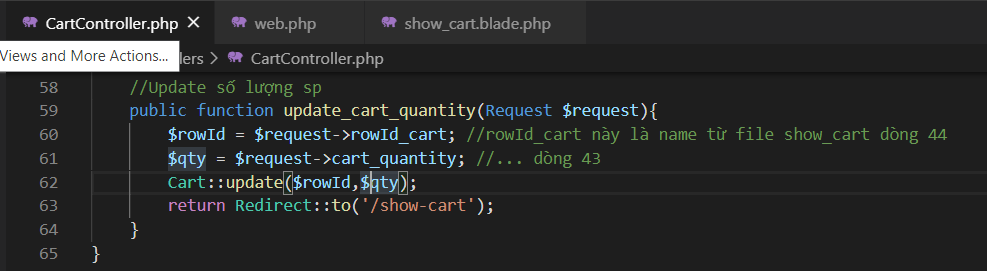 CartController.php × web.php show_cart.blade.php
Views and More Actions... lers > CartController.php
58 //Update số lượng sp
59 public function update_cart_quantity(Request $request){
60 $rowId = $request->rowId_cart; //rowId_cart này là name từ file show_cart dòng 44
61 $qty = $request->cart_quantity; //... dòng 43
62 Cart::update($rowId,$qty);
63 return Redirect::to('/show-cart');
64 }
65 }